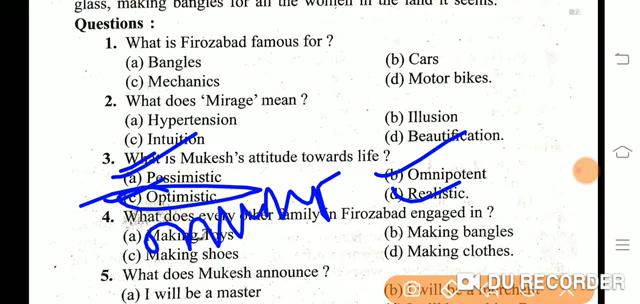 glass, making bangles for all the women in the land it seems.
Questions :
1. What is Firozabad famous for ?
(a) Bangles (b) Cars
(c) Mechanics (d) Motor bikes.
2. What does 'Mirage' mean ?
(a) Hypertension (b) Illusion
(c) Intuition (d) Beautification.
3. What is Mukesh's attitude towards life ?
(a) Pessimistic (b) Omnipotent
(c) Optimistic (d) Realistic.
4. What does every other family in Firozabad engaged in ?
(a) Making Toys (b) Making bangles
(c) Making shoes (d) Making clothes.
5. What does Mukesh announce ?
(a) I will be a master (b) I will be a
DU RECORDER